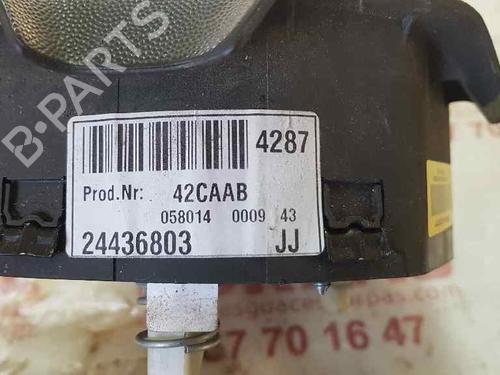 B-PARTS
4287
Prod.Nr: 42CAAB
058014 0009 43
24436803 JJ
7 70 16 47